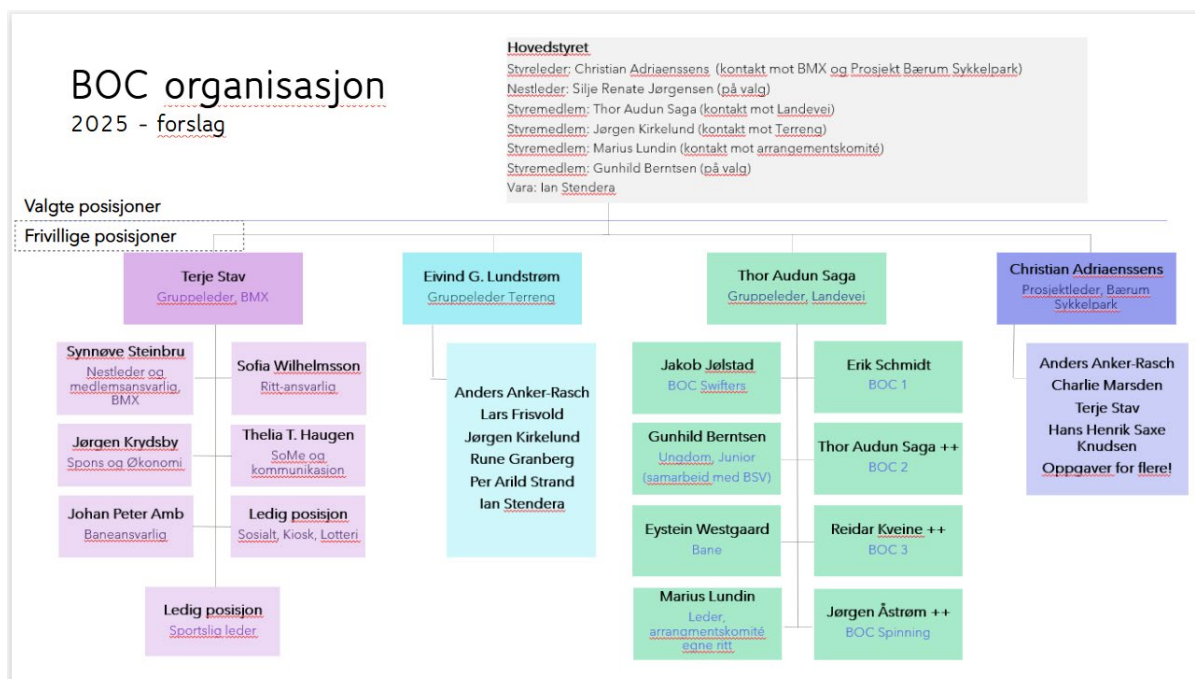 BOC organisasjon
2025 - forslag
Hovedstyret
Styreleder: Christian Adriaenssens (kontakt mot BMX og Prosjekt Bærum Sykkelpark)
Nestleder: Silje Renate Jørgensen (på valg)
Styremedlem: Thor Audun Saga (kontakt mot Landevei)
Styremedlem: Jørgen Kirkelund (kontakt mot Terreng)
Styremedlem: Marius Lundin (kontakt mot arrangementskomité)
Styremedlem: Gunhild Berntsen (på valg)
Vara: Ian Stendera
Valgte posisjoner
Frivillige posisjoner
Terje Stav
Gruppeleder, BMX
Synnøve Steinbru
Nestleder og
medlemsansvarlig,
BMX
Sofia Wilhelmsson
Ritt-ansvarlig
Jørgen Krydsby
Spons og Økonomi
Thelia T. Haugen
SoMe og
kommunikasjon
Johan Peter Amb
Baneansvarlig
Ledig posisjon
Sosialt, Kiosk, Lotteri
Ledig posisjon
Sportslig leder
Eivind G. Lundstrøm
Gruppeleder Terreng
Anders Anker-Rasch
Lars Frisvold
Jørgen Kirkelund
Rune Granberg
Per Arild Strand
Ian Stendera
Thor Audun Saga
Gruppeleder, Landevei
Jakob Jølstad
BOC Swifters
Erik Schmidt
BOC 1
Gunhild Berntsen
Ungdom, Junior
(samarbeid med BSV)
Thor Audun Saga ++
BOC 2
Eystein Westgaard
Bane
Reidar Kveine ++
BOC 3
Marius Lundin
Leder,
arrangmentskomité
egne ritt
Jørgen Åstrøm ++
BOC Spinning
Christian Adriaenssens
Prosjektleder, Bærum
Sykkelpark
Anders Anker-Rasch
Charlie Marsden
Terje Stav
Hans Henrik Saxe
Knudsen
Oppgaver for flere!